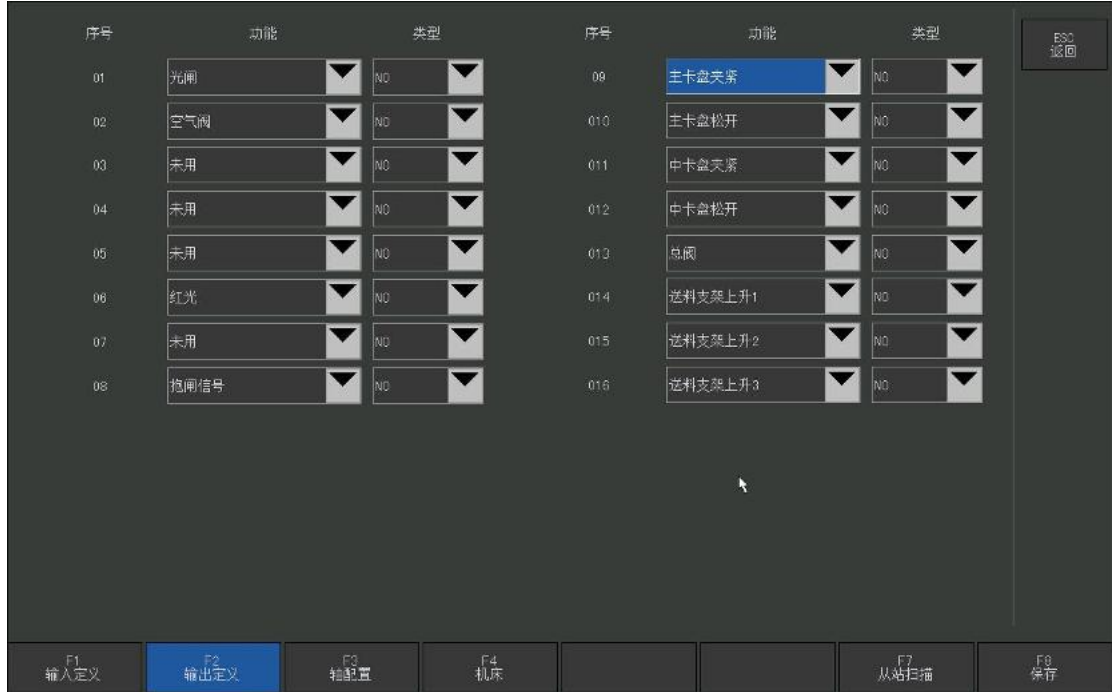 序号 功能 类型 序号 功能 类型
ESC
返回
01 光闸 NO 09 主卡盘夹紧 NO
02 空气阀 NO 010 主卡盘松开 NO
03 未用 NO 011 中卡盘夹紧 NO
04 未用 NO 012 中卡盘松开 NO
05 未用 NO 013 总阀 NO
06 红光 NO 014 送料支架上升1 NO
07 未用 NO 015 送料支架上升2 NO
08 抱闸信号 NO 016 送料支架上升3 NO
F1 F2 F3 F4 F7 F8
输入定义 输出定义 轴配置 机床 从站扫描 保存